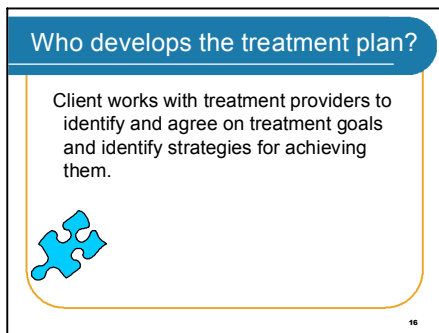 Who develops the treatment plan?
Client works with treatment providers to
identify and agree on treatment goals
and identify strategies for achieving
them.
16